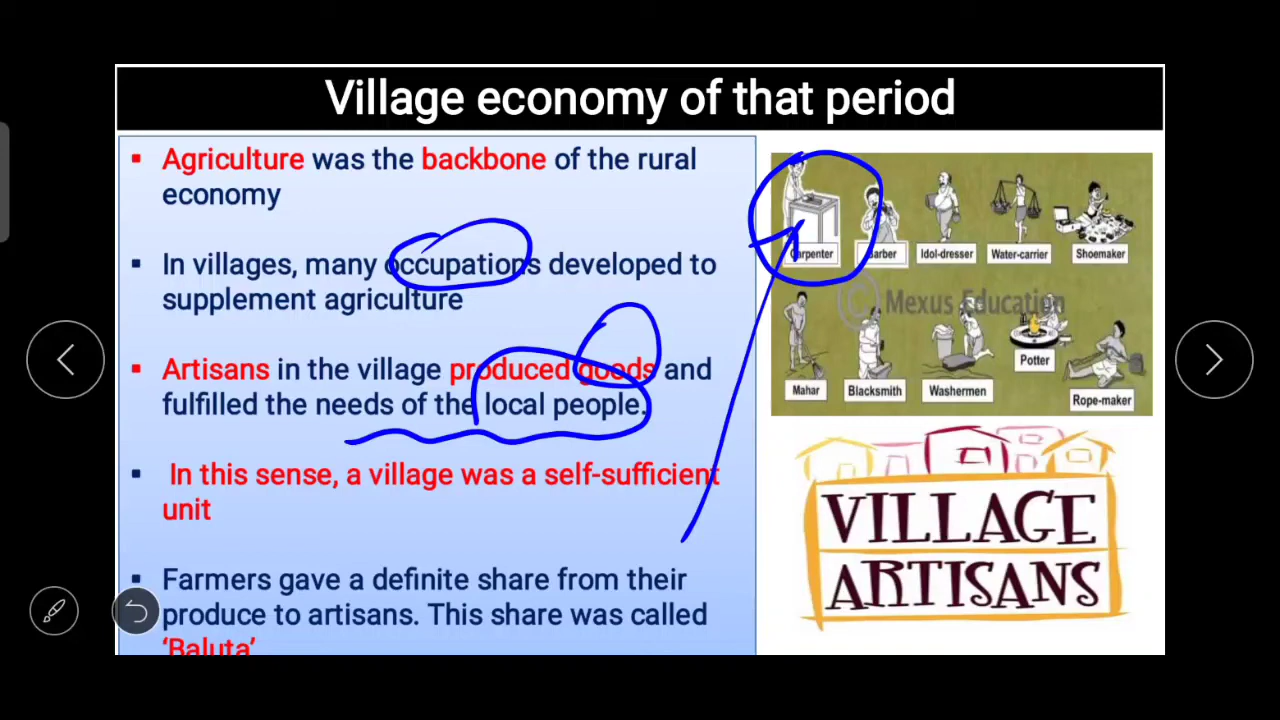 Village economy of that period
▪ Agriculture was the backbone of the rural
economy
▪ In villages, many occupations developed to
supplement agriculture
▪ Artisans in the village produced goods and
fulfilled the needs of the local people.
▪ In this sense, a village was a self-sufficient
unit
▪ Farmers gave a definite share from their
produce to artisans. This share was called
‘Baluta’
Carpenter
Barber
Idol-dresser
Water-carrier
Shoemaker
© Mexus Education
Mahar
Blacksmith
Washermen
Potter
Rope-maker
VILLAGE
ARTISANS